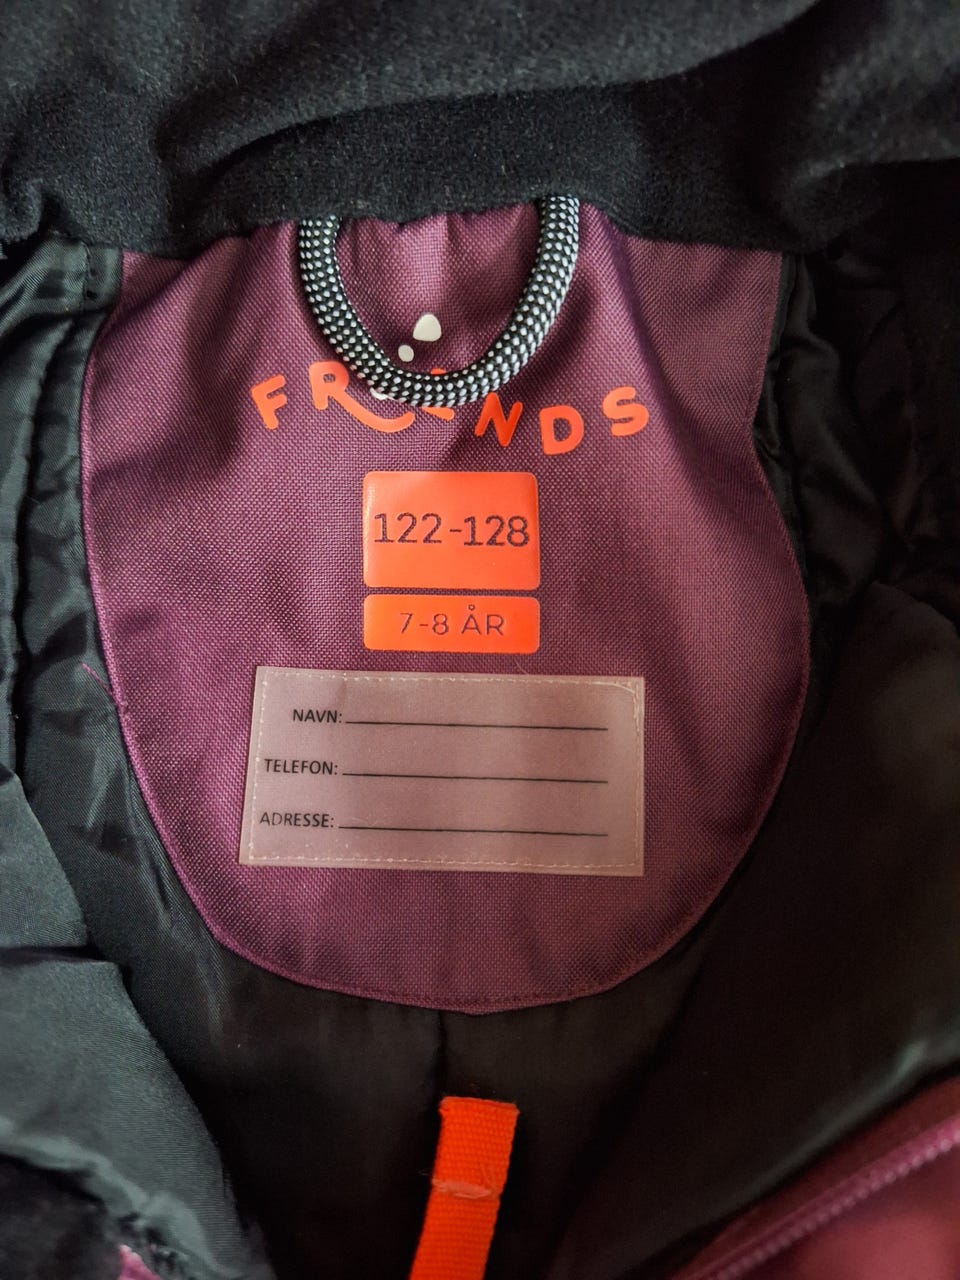 FRIENDS
122-128
7-8 ÅR
NAVN:
TELEFON:
ADRESSE: